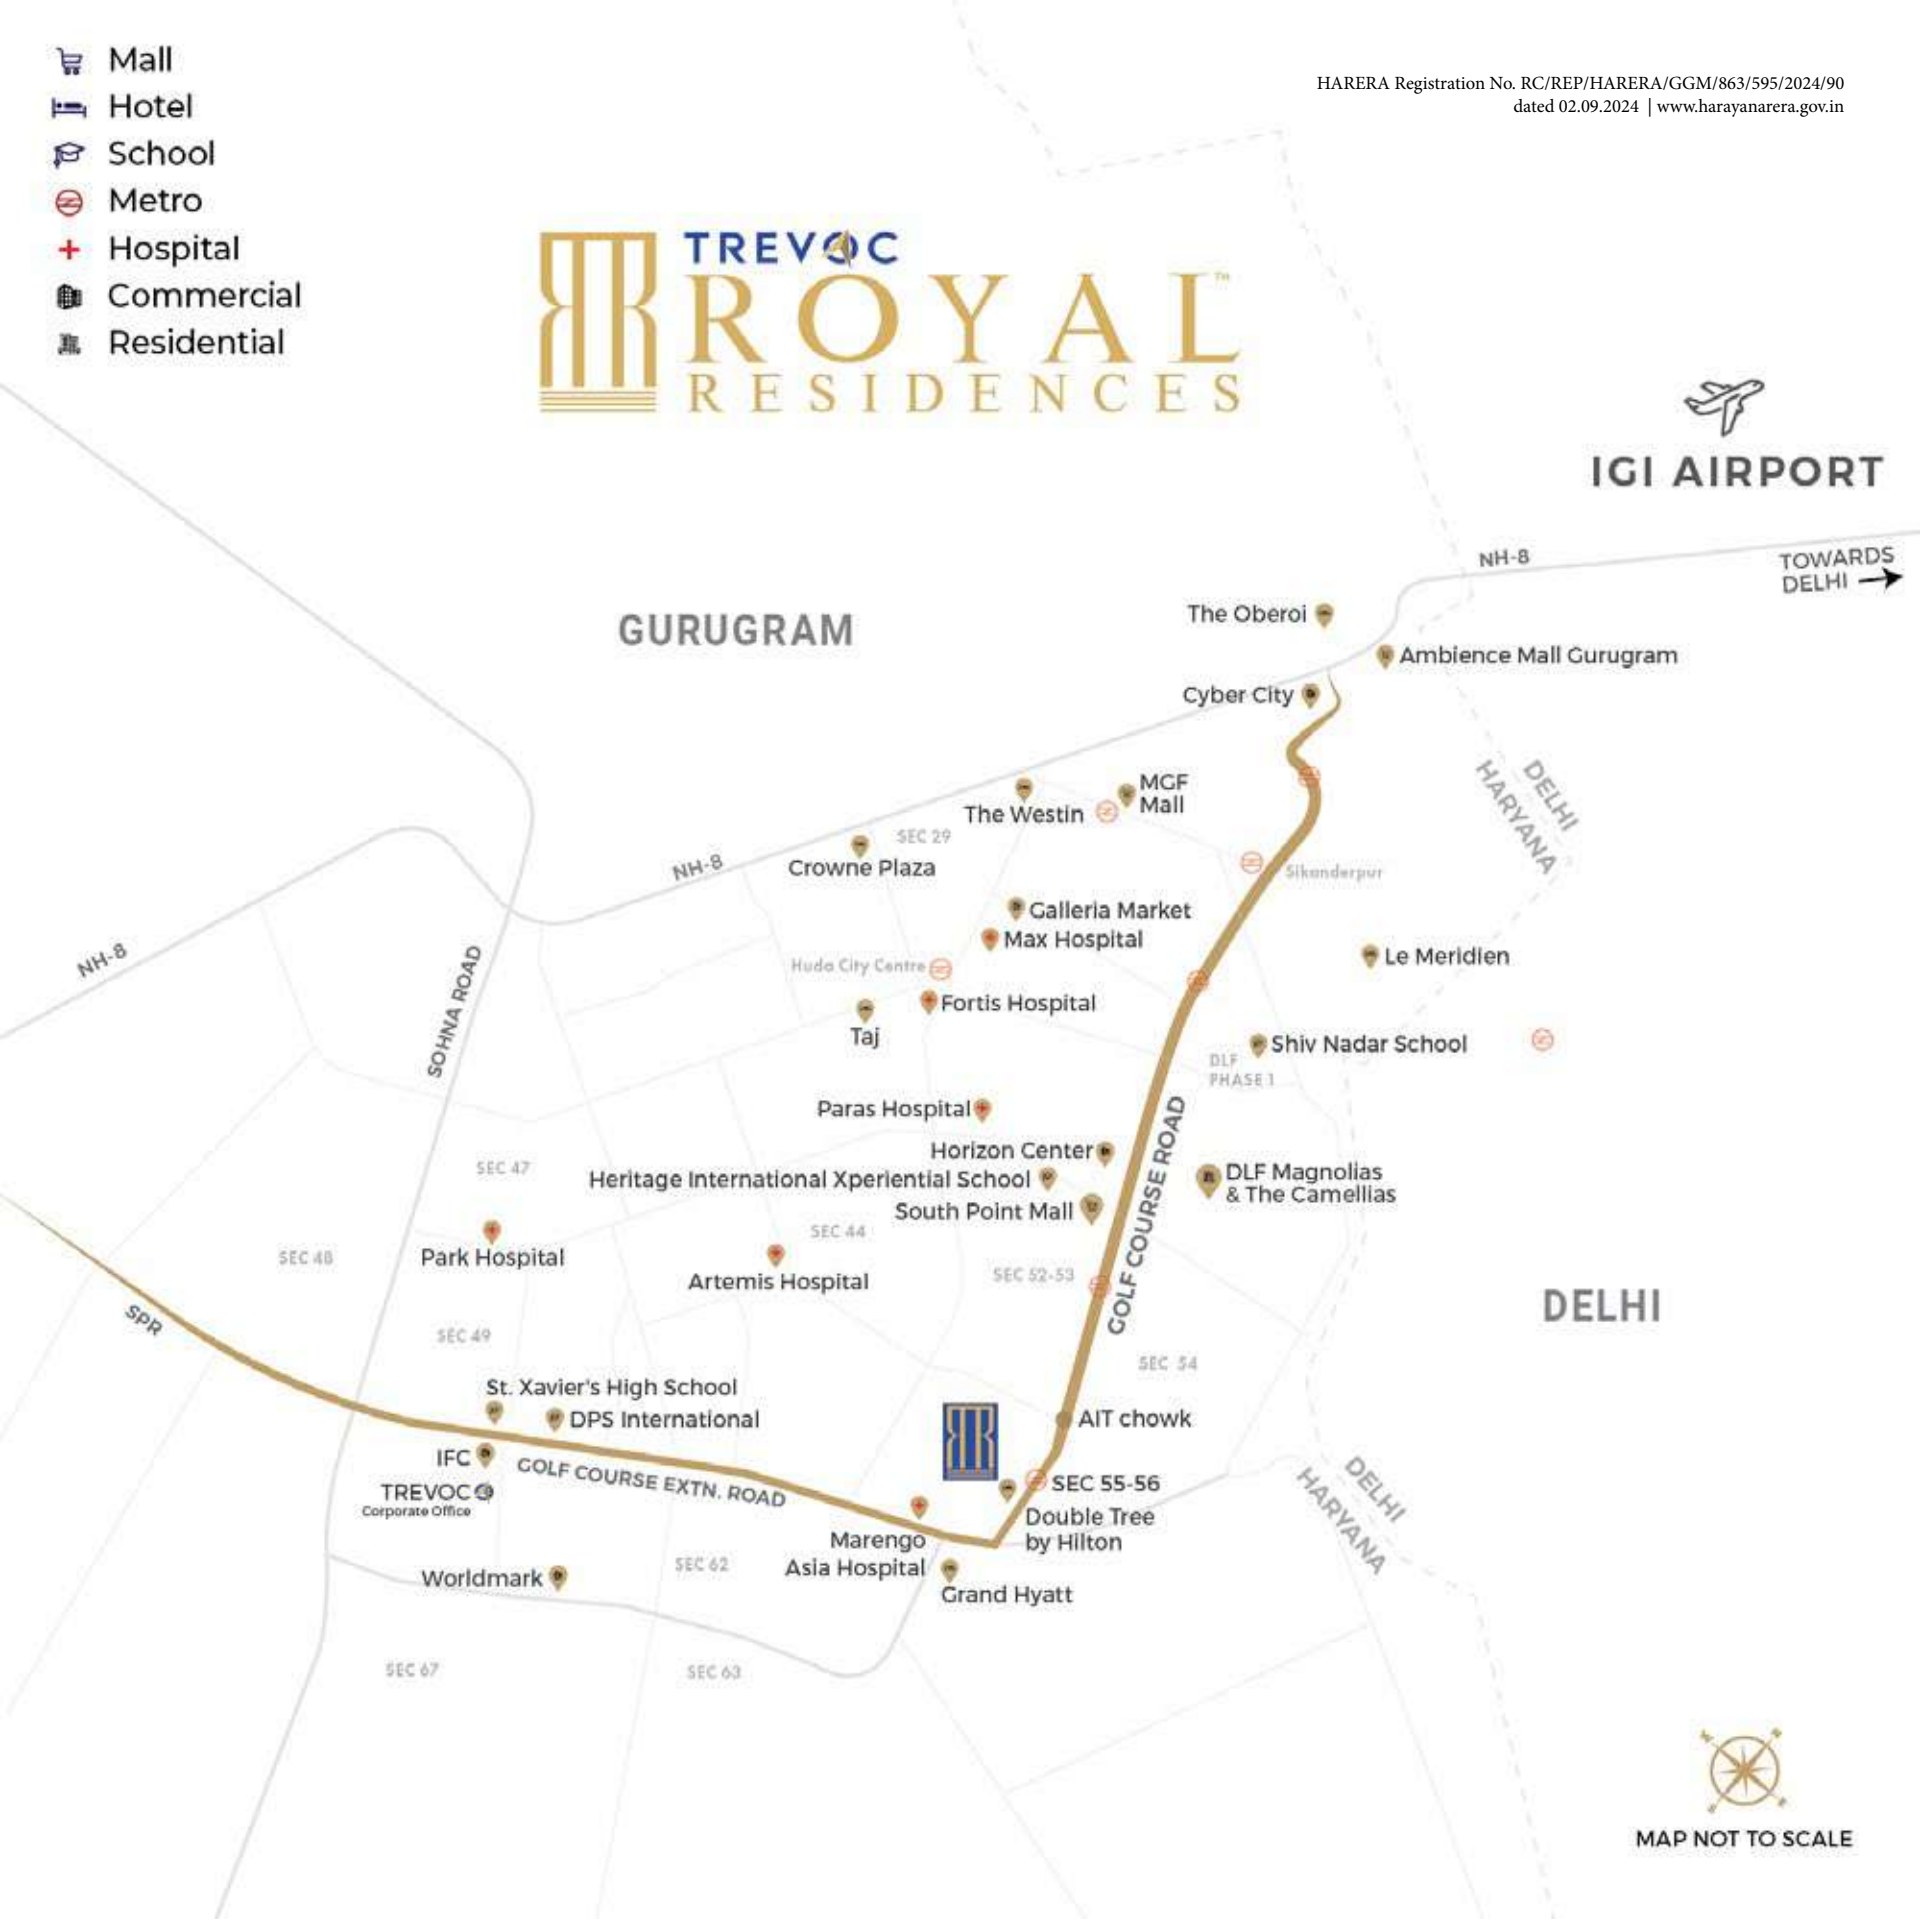 Mall
Hotel
School
Metro
Hospital
Commercial
Residential
HARERA Registration No. RC/REP/HARERA/GGM/863/595/2024/90
dated 02.09.2024 | www.harayanarera.gov.in
TREVOC
ROYAL™
RESIDENCES
IGI AIRPORT
NH-8
TOWARDS
DELHI
GURUGRAM
The Oberoi
Ambience Mall Gurugram
Cyber City
DELHI
HARYANA
MGF
Mall
The Westin
SEC 29
Crowne Plaza
NH-8
Sikanderpur
Galleria Market
Max Hospital
NH-8
SOHNA ROAD
Huda City Centre
Le Meridien
Fortis Hospital
Taj
Shiv Nadar School
DLF
PHASE 1
Paras Hospital
Horizon Center
GOLF COURSE ROAD
SEC 47
Heritage International Xperiential School
DLF Magnolias
& The Camellias
South Point Mall
SEC 44
SEC 48
Park Hospital
Artemis Hospital
SEC 52-53
DELHI
SPR
SEC 49
SEC 54
St. Xavier's High School
DPS International
AIT chowk
IFC
GOLF COURSE EXTN. ROAD
TREVOC
Corporate Office
SEC 55-56
DELHI
HARYANA
Double Tree
by Hilton
Marengo
Asia Hospital
SEC 62
Worldmark
Grand Hyatt
SEC 67
SEC 63
MAP NOT TO SCALE